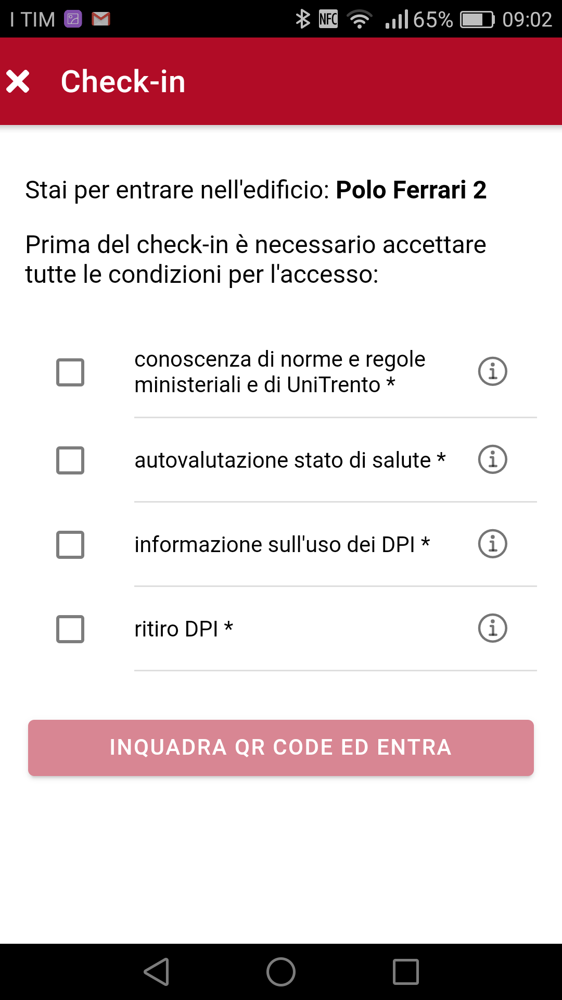 I TIM NFC 65% 09:02
Check-in
Stai per entrare nell'edificio: Polo Ferrari 2
Prima del check-in è necessario accettare
tutte le condizioni per l'accesso:
conoscenza di norme e regole
ministeriali e di UniTrento *
autovalutazione stato di salute *
informazione sull'uso dei DPI *
ritiro DPI *
INQUADRA QR CODE ED ENTRA